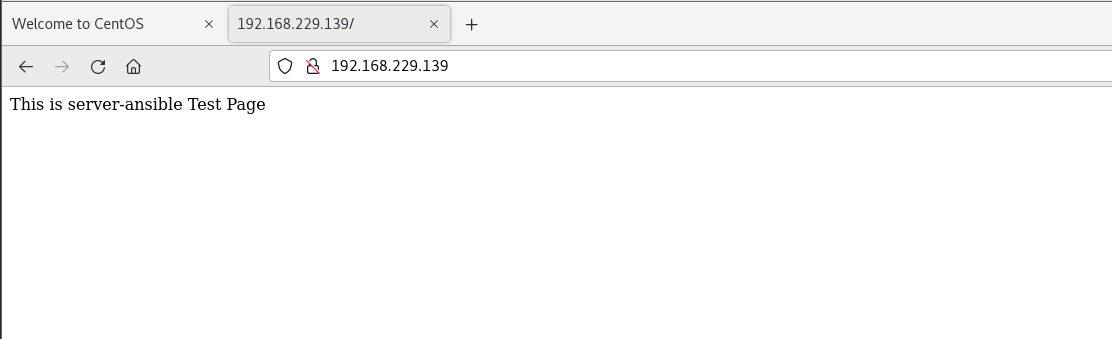 Welcome to CentOS
192.168.229.139/
192.168.229.139
This is server-ansible Test Page